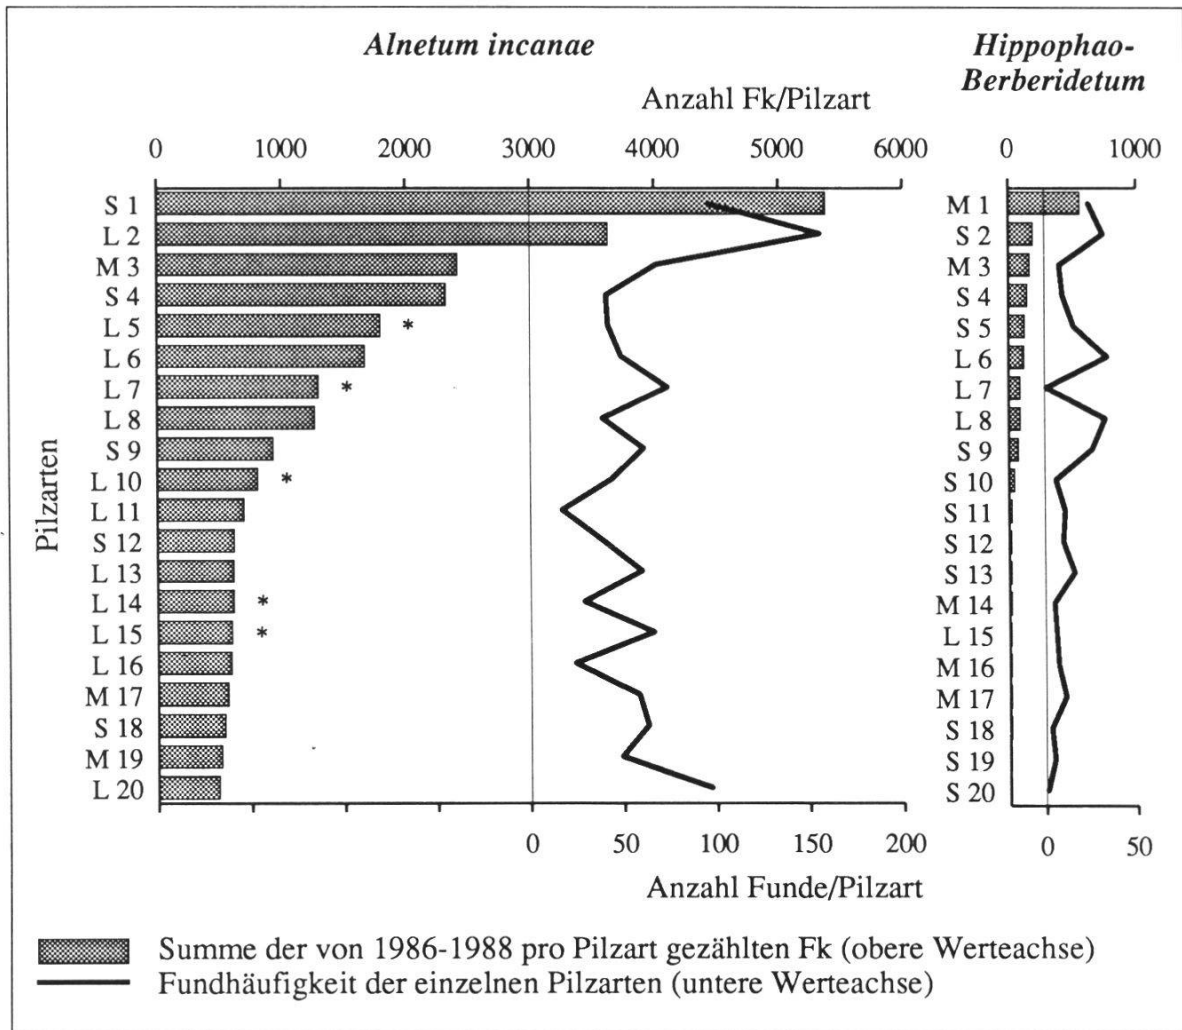 Alnetum incanae
Hippophao-
Berberidetum
Anzahl Fk/Pilzart
0 1000 2000 3000 4000 5000 6000
0 1000
Pilzarten
S 1
L 2
M 3
S 4
L 5 *
L 6
L 7 *
L 8
S 9
L 10 *
L 11
S 12
L 13
L 14 *
L 15 *
L 16
M 17
S 18
M 19
L 20
M 1
S 2
M 3
S 4
S 5
L 6
L 7
L 8
S 9
S 10
S 11
S 12
S 13
M 14
L 15
M 16
M 17
S 18
S 19
S 20
0 50 100 150 200
0 50
Anzahl Funde/Pilzart
Summe der von 1986-1988 pro Pilzart gezählten Fk (obere Werteachse)
Fundhäufigkeit der einzelnen Pilzarten (untere Werteachse)